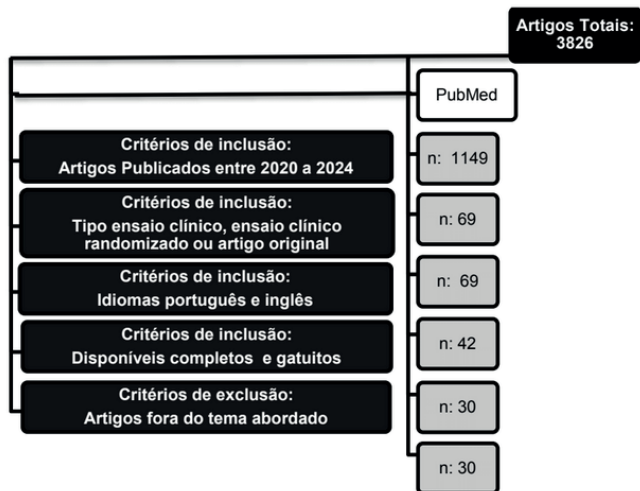 Artigos Totais:
3826
PubMed
Critérios de inclusão:
Artigos Publicados entre 2020 a 2024
n: 1149
Critérios de inclusão:
Tipo ensaio clínico, ensaio clínico
randomizado ou artigo original
n: 69
Critérios de inclusão:
Idiomas português e inglês
n: 69
Critérios de inclusão:
Disponíveis completos e gatuitos
n: 42
Critérios de exclusão:
Artigos fora do tema abordado
n: 30
n: 30